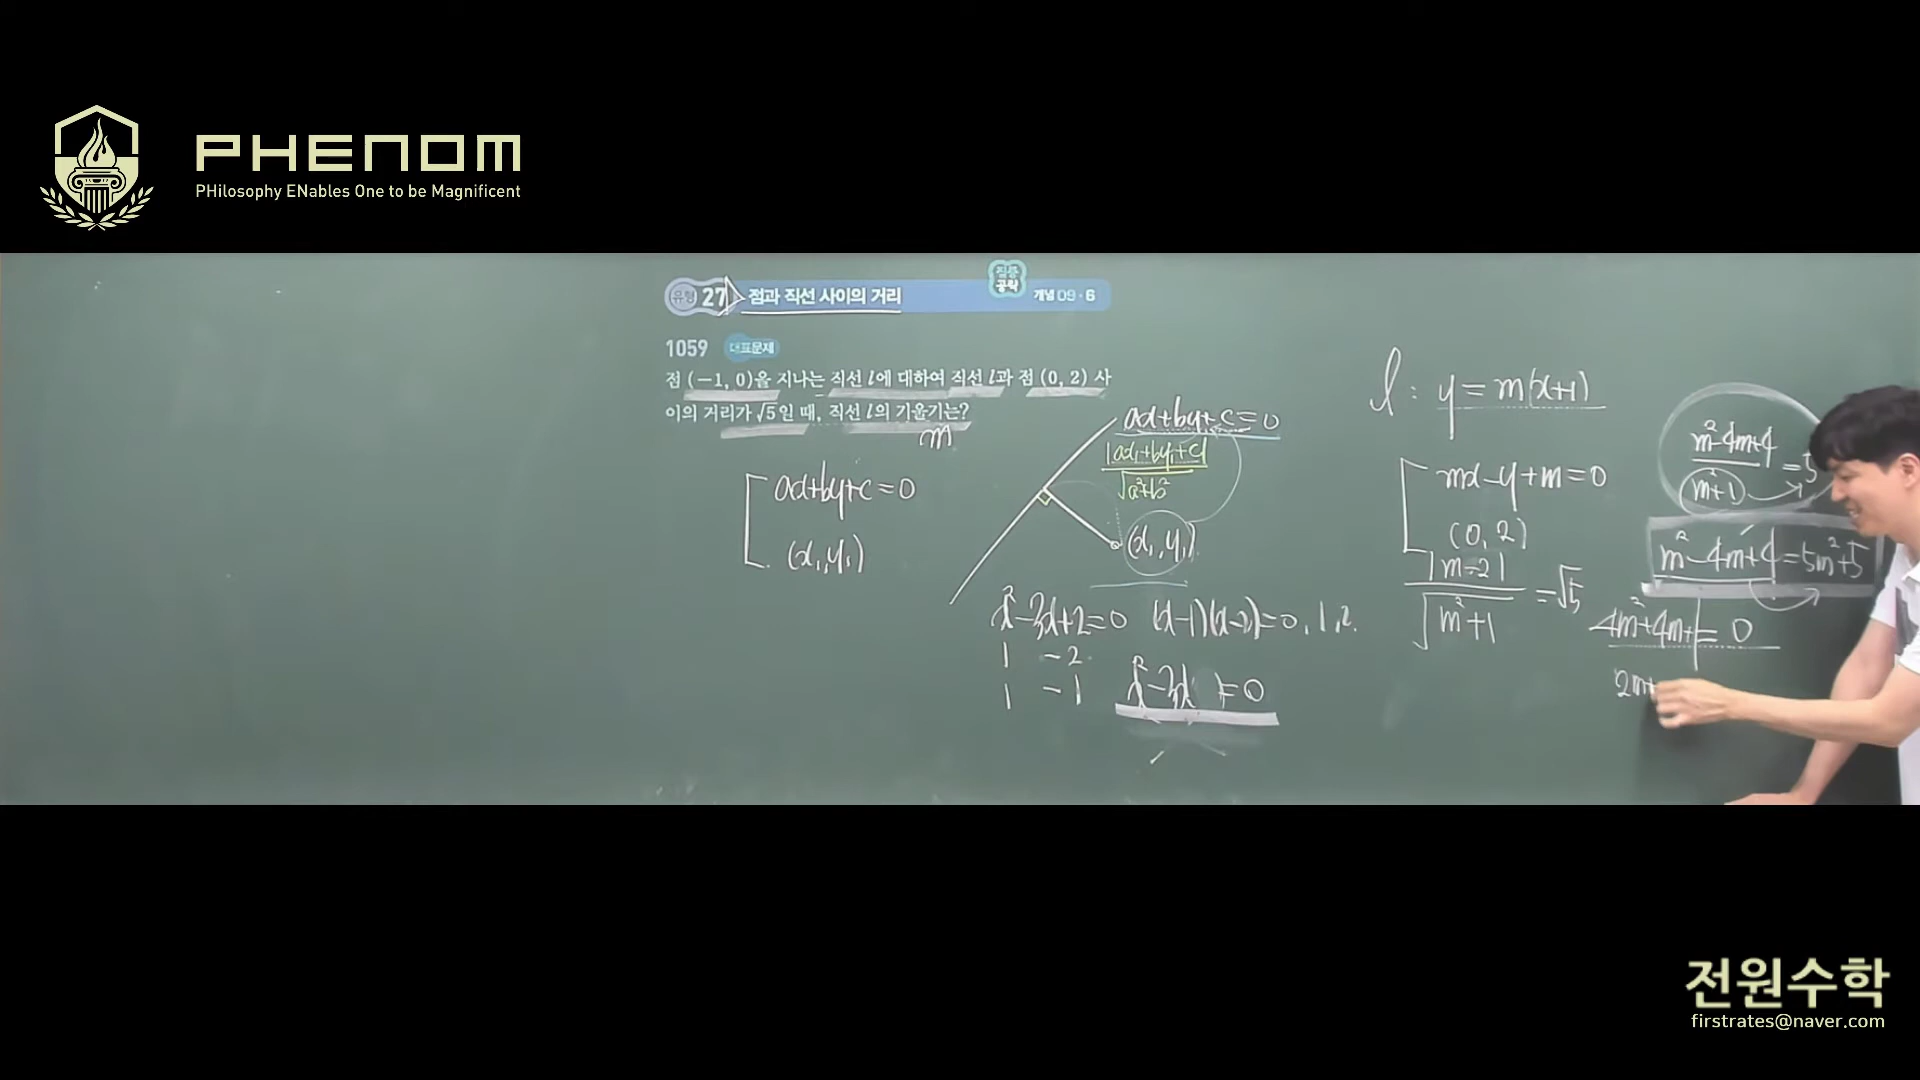 PHENOM
PHilosophy ENables One to be Magnificent
유형 27 점과 직선 사이의 거리
필름
공략
개념 09 · 6
1059 대표문제
점 (−1, 0)을 지나는 직선 l에 대하여 직선 l과 점 (0, 2) 사
이의 거리가 √5일 때, 직선 l의 기울기는?
m
ax+by+c=0
(x₁, y₁)
ax+by+c=0
|ax₁+by₁+c|
√a²+b²
(x₁, y₁)
x²-3x+2=0 (x-1)(x-2)=0, 1, 2.
1 -2
1 -1
x²-3x =0
l : y=m(x+1)
mx-y+m=0
(0, 2)
|m-2|
√m²+1
=√5
m²-4m+4
m²+1
=5
m²-4m+4=5m²+5
4m²+4m+1=0
2m+
전원수학
firstrates@naver.com